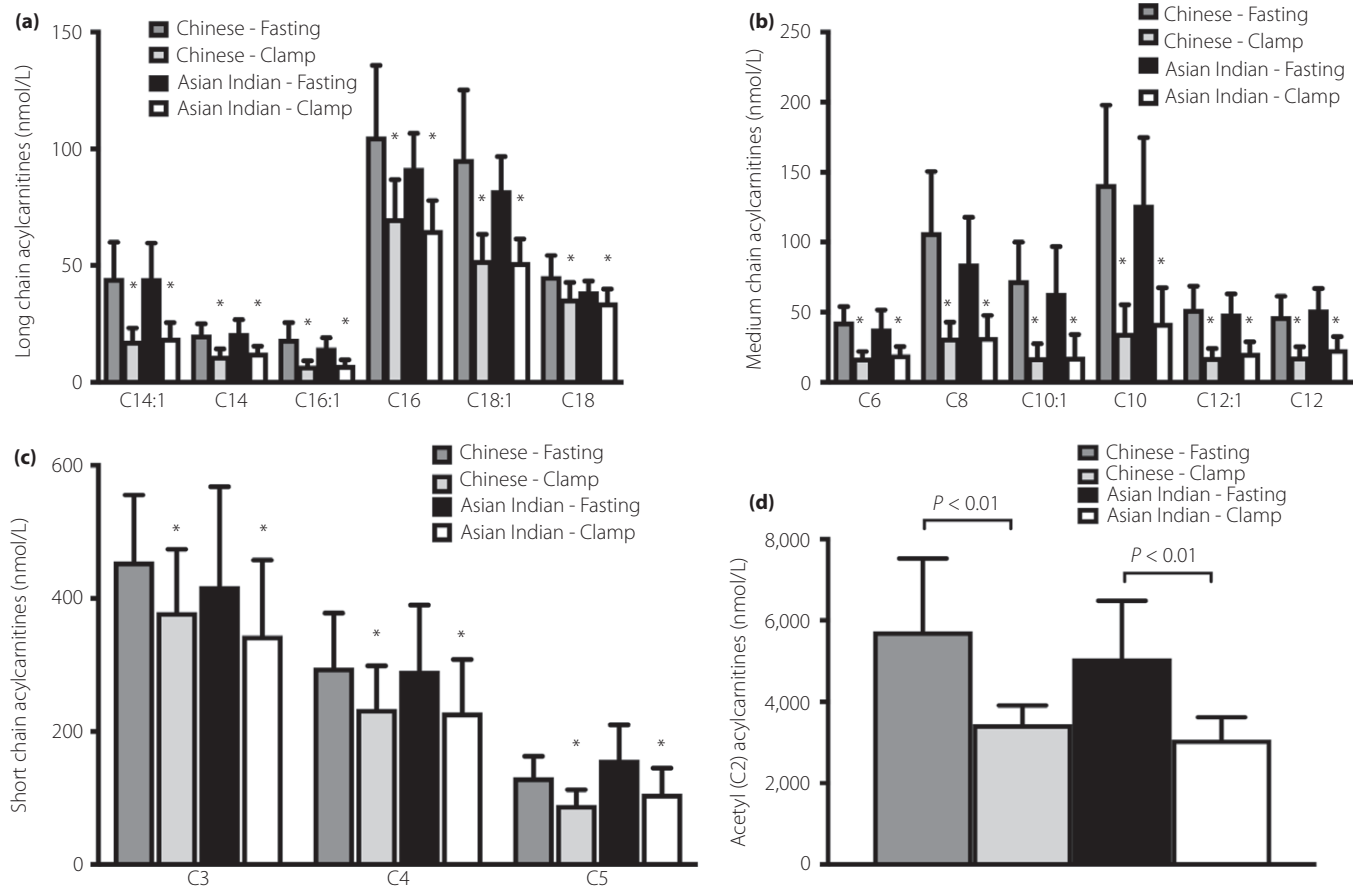 (a)
Chinese - Fasting
Chinese - Clamp
Asian Indian - Fasting
Asian Indian - Clamp
Long chain acylcarnitines (nmol/L)
150
100
50
0
* * * * * * * * * * * *
C14:1 C14 C16:1 C16 C18:1 C18
(b)
Chinese - Fasting
Chinese - Clamp
Asian Indian - Fasting
Asian Indian - Clamp
Medium chain acylcarnitines (nmol/L)
250
200
150
100
50
0
* * * * * * * * * * * *
C6 C8 C10:1 C10 C12:1 C12
(c)
Chinese - Fasting
Chinese - Clamp
Asian Indian - Fasting
Asian Indian - Clamp
Short chain acylcarnitines (nmol/L)
600
400
200
0
* * * * * *
C3 C4 C5
(d)
Chinese - Fasting
Chinese - Clamp
Asian Indian - Fasting
Asian Indian - Clamp
Acetyl (C2) acylcarnitines (nmol/L)
8,000
6,000
4,000
2,000
0
P < 0.01
P < 0.01